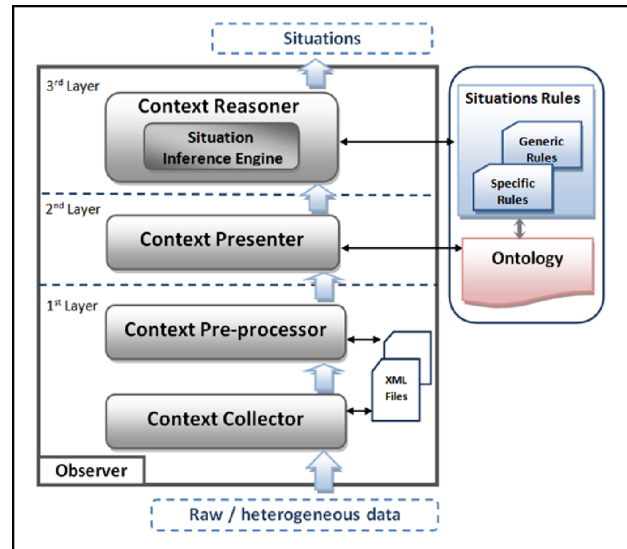 Situations
3rd Layer
Context Reasoner
Situation
Inference Engine
Situations Rules
Generic
Rules
Specific
Rules
2nd Layer
Context Presenter
Ontology
1st Layer
Context Pre-processor
XML
Files
Context Collector
Observer
Raw / heterogeneous data